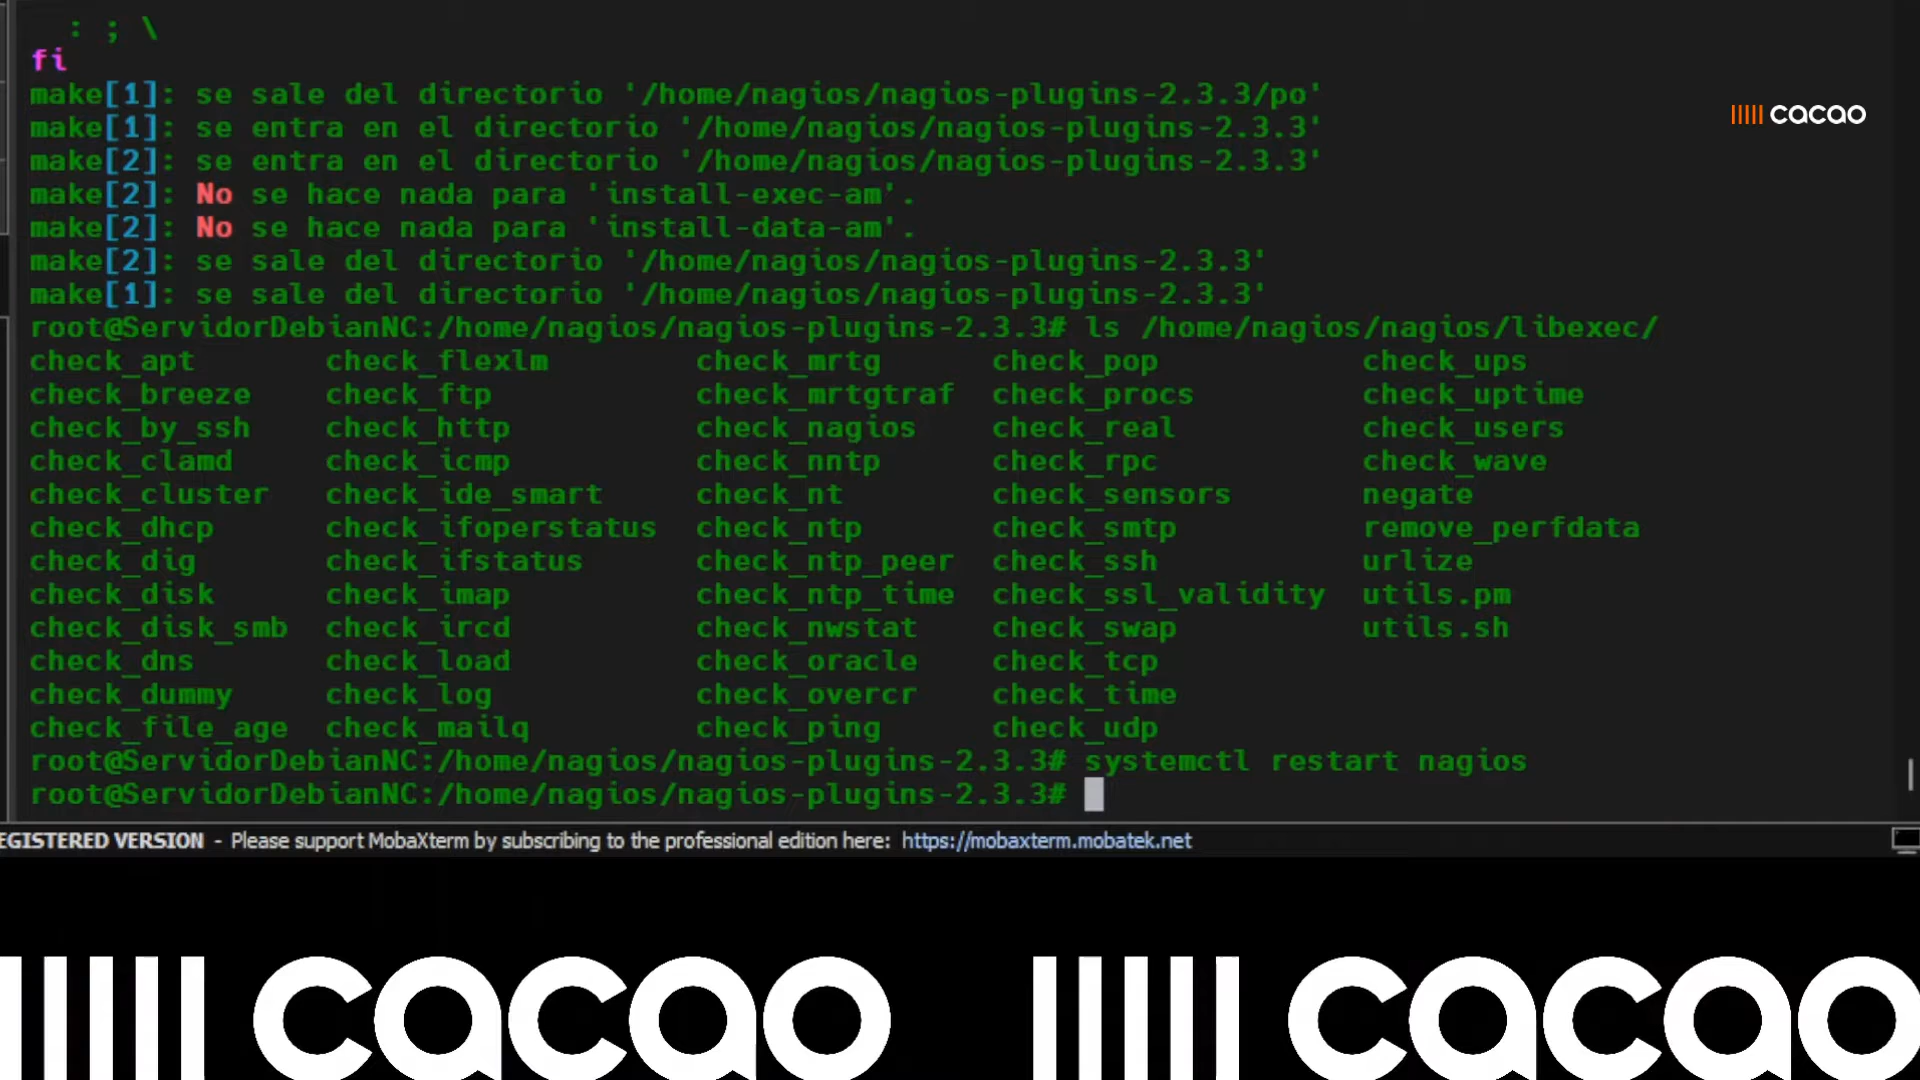 : ; \
fi
make[1]: se sale del directorio '/home/nagios/nagios-plugins-2.3.3/po'
make[1]: se entra en el directorio '/home/nagios/nagios-plugins-2.3.3'
make[2]: se entra en el directorio '/home/nagios/nagios-plugins-2.3.3'
make[2]: No se hace nada para 'install-exec-am'.
make[2]: No se hace nada para 'install-data-am'.
make[2]: se sale del directorio '/home/nagios/nagios-plugins-2.3.3'
make[1]: se sale del directorio '/home/nagios/nagios-plugins-2.3.3'
root@ServidorDebianNC:/home/nagios/nagios-plugins-2.3.3# ls /home/nagios/nagios/libexec/
check_apt check_flexlm check_mrtg check_pop check_ups
check_breeze check_ftp check_mrtgtraf check_procs check_uptime
check_by_ssh check_http check_nagios check_real check_users
check_clamd check_icmp check_nntp check_rpc check_wave
check_cluster check_ide_smart check_nt check_sensors negate
check_dhcp check_ifoperstatus check_ntp check_smtp remove_perfdata
check_dig check_ifstatus check_ntp_peer check_ssh urlize
check_disk check_imap check_ntp_time check_ssl_validity utils.pm
check_disk_smb check_ircd check_nwstat check_swap utils.sh
check_dns check_load check_oracle check_tcp
check_dummy check_log check_overcr check_time
check_file_age check_mailq check_ping check_udp
root@ServidorDebianNC:/home/nagios/nagios-plugins-2.3.3# systemctl restart nagios
root@ServidorDebianNC:/home/nagios/nagios-plugins-2.3.3#
cacao
EGISTERED VERSION - Please support MobaXterm by subscribing to the professional edition here: https://mobaxterm.mobatek.net
cacao cacao